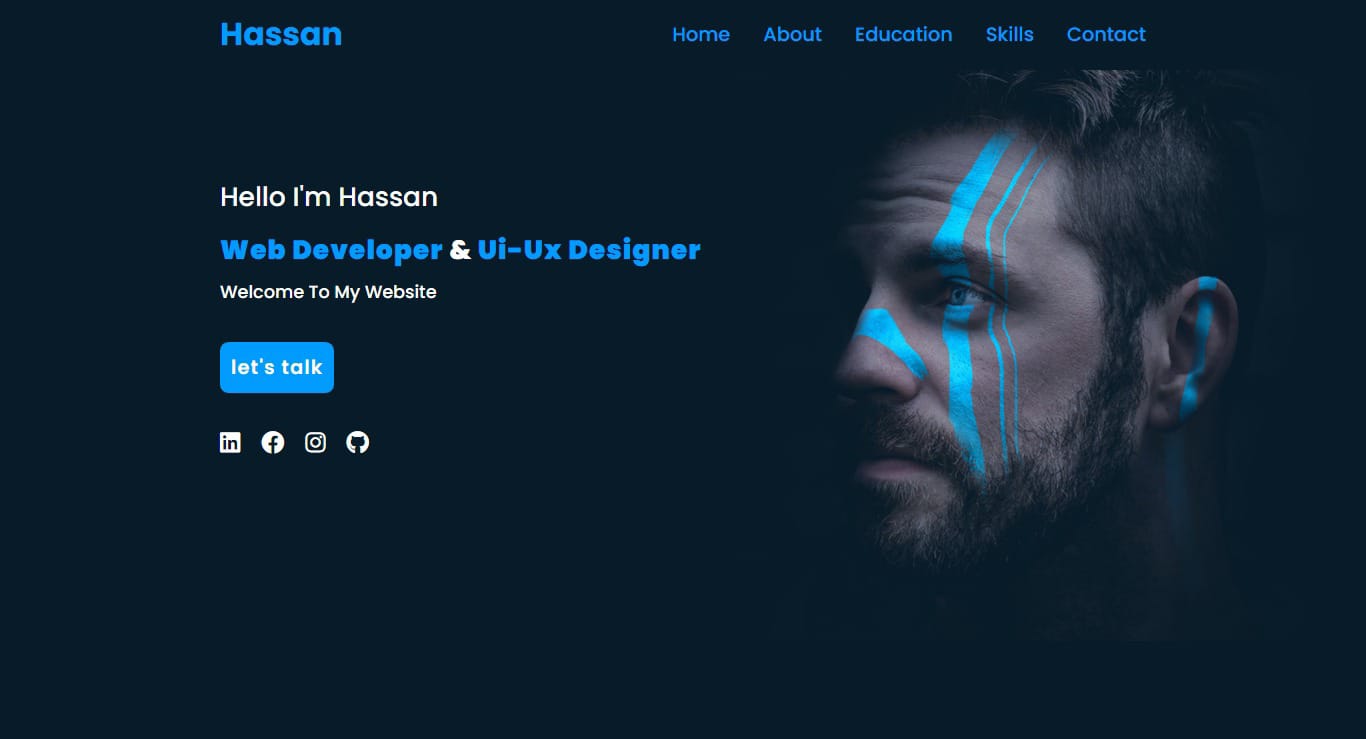 Hassan
Home About Education Skills Contact
Hello I'm Hassan
Web Developer & Ui-Ux Designer
Welcome To My Website
let's talk